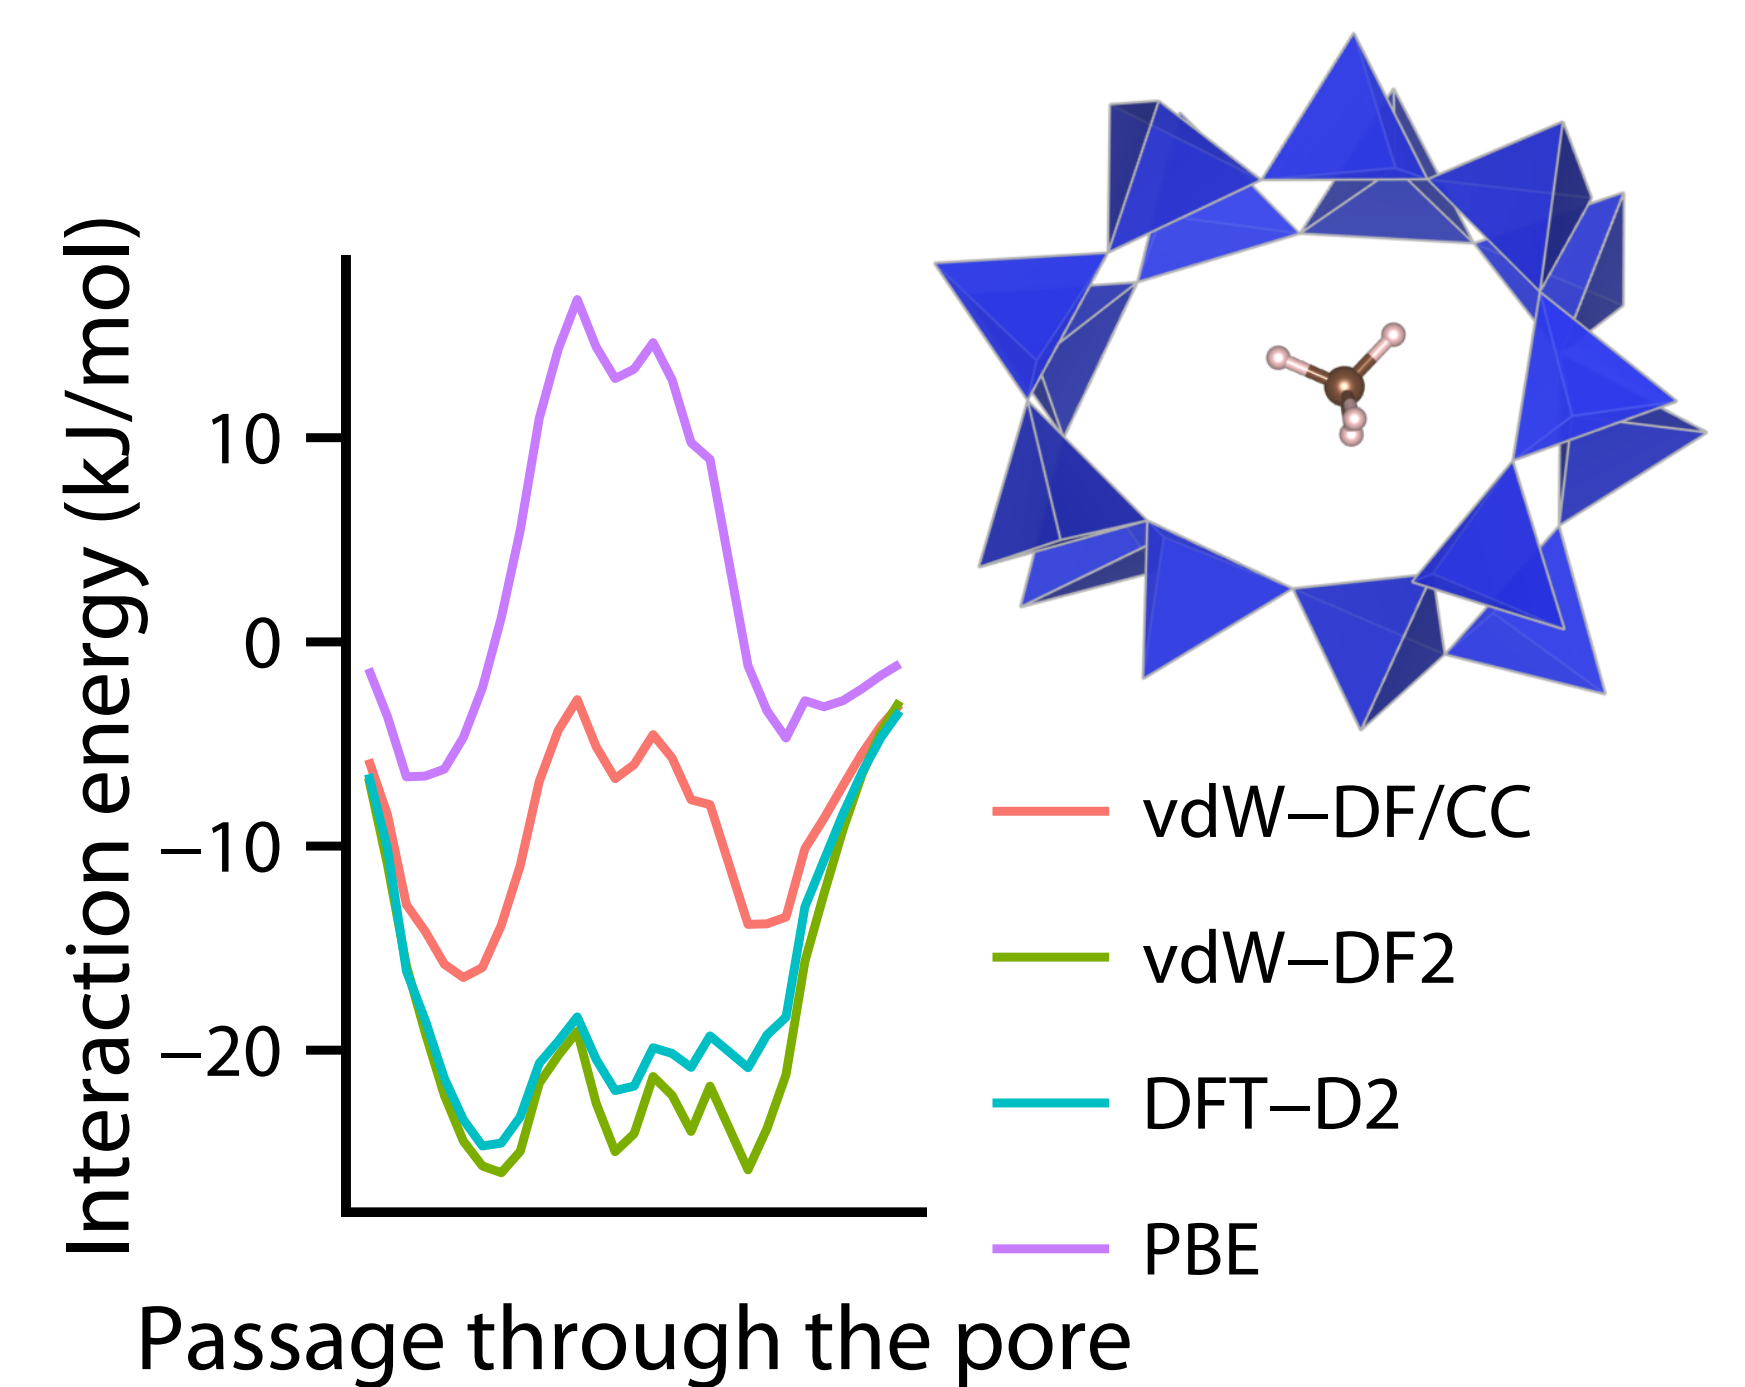 Interaction energy (kJ/mol)
10
0
−10
−20
Passage through the pore
vdW−DF/CC
vdW−DF2
DFT−D2
PBE